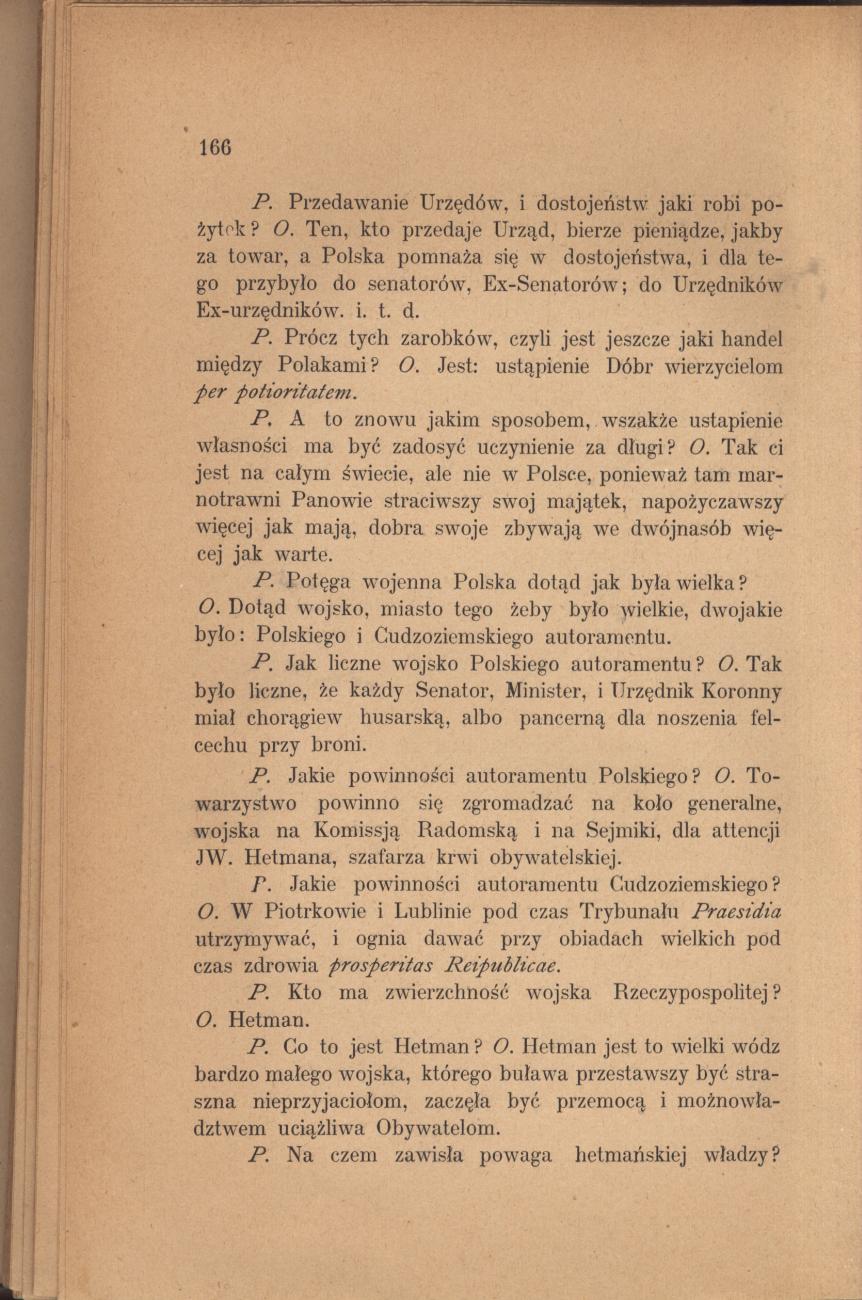 166
P. Przedawanie Urzędów, i dostojeństw jaki robi po-
żytek? O. Ten, kto przedaje Urząd, bierze pieniądze, jakby
za towar, a Polska pomnaża się w dostojeństwa, i dla te-
go przybyło do senatorów, Ex-Senatorów; do Urzędników
Ex-urzędników. i. t. d.
P. Prócz tych zarobków, czyli jest jeszcze jaki handel
między Polakami? O. Jest: ustąpienie Dóbr wierzycielom
per potioritatem.
P. A to znowu jakim sposobem, wszakże ustapienie
własności ma być zadosyć uczynienie za długi? O. Tak ci
jest na całym świecie, ale nie w Polsce, ponieważ tam mar-
notrawni Panowie straciwszy swoj majątek, napożyczawszy
więcej jak mają, dobra swoje zbywają we dwójnasób wię-
cej jak warte.
P. Potęga wojenna Polska dotąd jak była wielka?
O. Dotąd wojsko, miasto tego żeby było wielkie, dwojakie
było: Polskiego i Cudzoziemskiego autoramentu.
P. Jak liczne wojsko Polskiego autoramentu? O. Tak
było liczne, że każdy Senator, Minister, i Urzędnik Koronny
miał chorągiew husarską, albo pancerną dla noszenia fel-
cechu przy broni.
P. Jakie powinności autoramentu Polskiego? O. To-
warzystwo powinno się zgromadzać na koło generalne,
wojska na Komissją Radomską i na Sejmiki, dla attencji
JW. Hetmana, szafarza krwi obywatelskiej.
P. Jakie powinności autoramentu Cudzoziemskiego?
O. W Piotrkowie i Lublinie pod czas Trybunału Praesidia
utrzymywać, i ognia dawać przy obiadach wielkich pod
czas zdrowia prosperitas Reipublicae.
P. Kto ma zwierzchność wojska Rzeczypospolitej?
O. Hetman.
P. Co to jest Hetman? O. Hetman jest to wielki wódz
bardzo małego wojska, którego buława przestawszy być stra-
szna nieprzyjaciołom, zaczęła być przemocą i możnowła-
dztwem uciążliwa Obywatelom.
P. Na czem zawisła powaga hetmańskiej władzy?